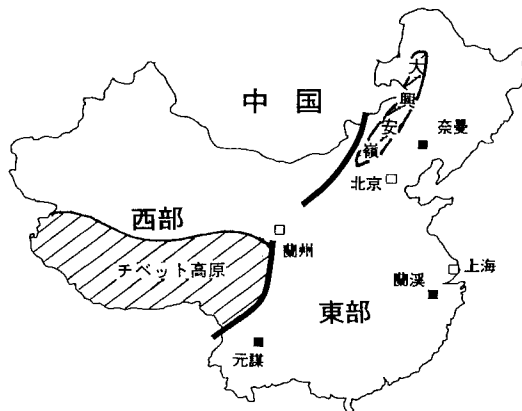 中国
大興安嶺
奈曼
北京
西部
蘭州
チベット高原
上海
蘭渓
東部
元謀